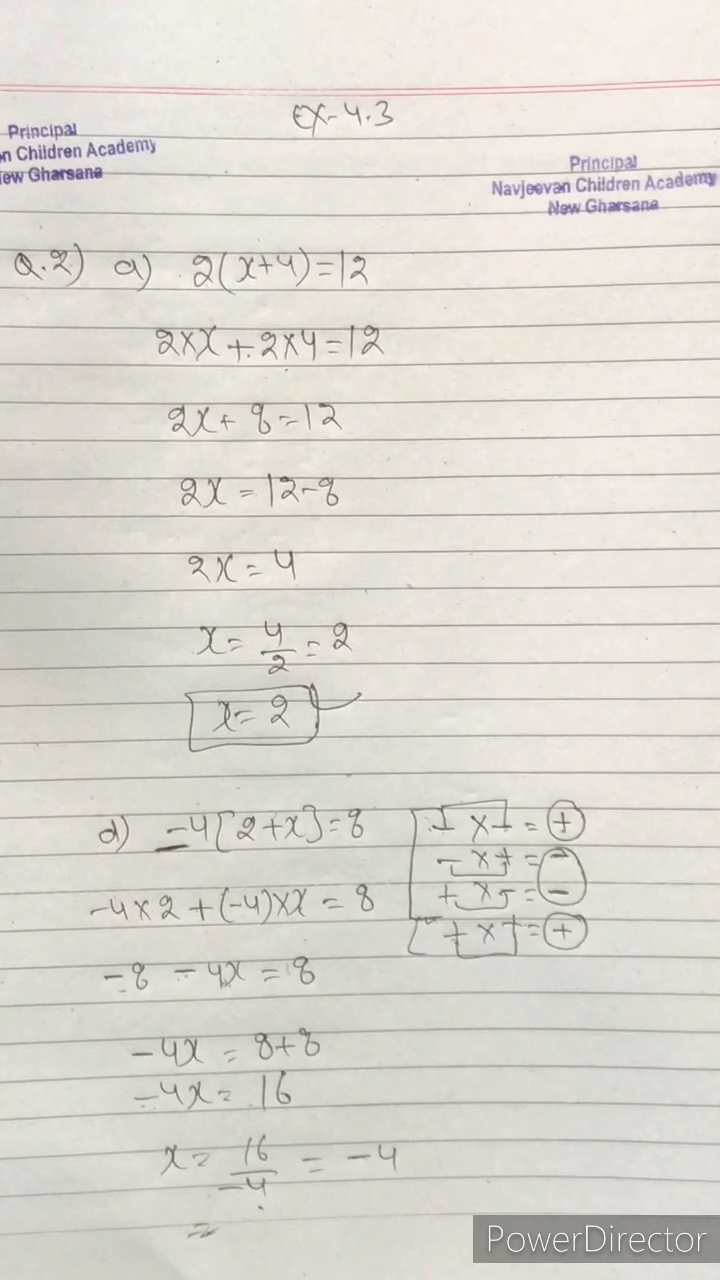 EX-4.3
Principal
n Children Academy
ew Gharsana
Principal
Navjeevan Children Academy
New Gharsana
Q.2) a) 2(x+4)=12
2×x+2×4=12
2x+8=12
2x=12-8
2x=4
x=4/2=2
x=2
d) -4[2+x]=8
-4×2+(-4)×x=8
-8-4x=8
-4x=8+8
-4x=16
x=16/-4=-4
=
-×-=+
-×+=-
+×-=-
+×+=+
PowerDirector